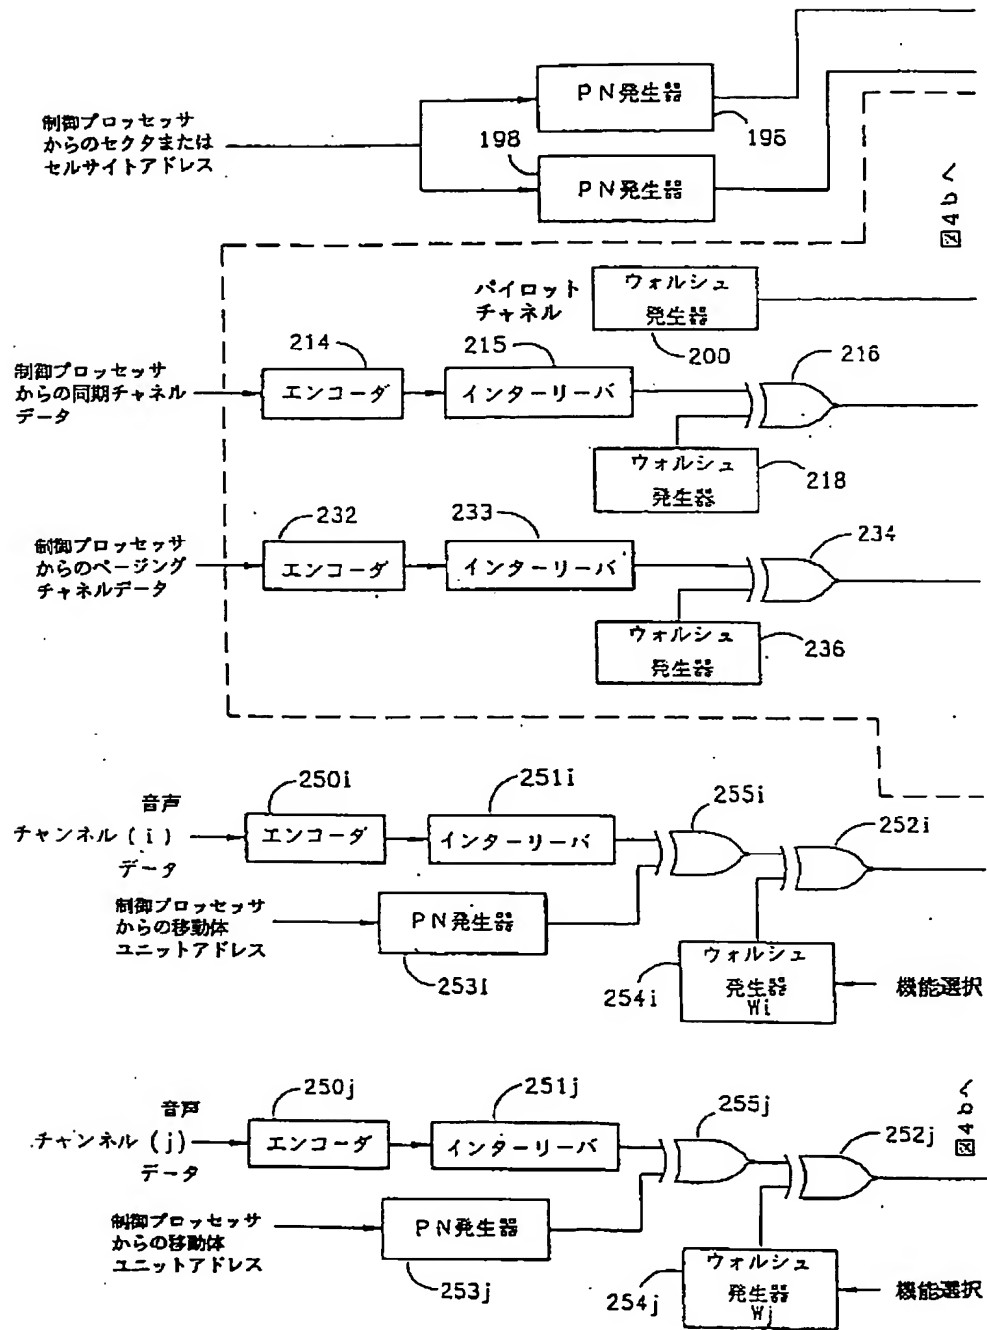 PN発生器
196
制御プロッセッサ
からのセクタまたは
セルサイトアドレス
198
PN発生器
図4bへ
パイロット
チャネル
ウォルシュ
発生器
200
制御プロセッサ
からの同期チャネル
データ
214
エンコーダ
215
インターリーバ
216
ウォルシュ
発生器
218
制御プロッセッサ
からのページング
チャネルデータ
232
エンコーダ
233
インターリーバ
234
ウォルシュ
発生器
236
音声
チャンネル(i)
データ
250i
エンコーダ
251i
インターリーバ
255i
252i
制御プロセッサ
からの移動体
ユニットアドレス
PN発生器
253i
254i
ウォルシュ
発生器
Wi
機能選択
音声
チャンネル(j)
データ
250j
エンコーダ
251j
インターリーバ
255j
252j
図4bへ
制御プロッセッサ
からの移動体
ユニットアドレス
PN発生器
253j
254j
ウォルシュ
発生器
Wj
機能選択